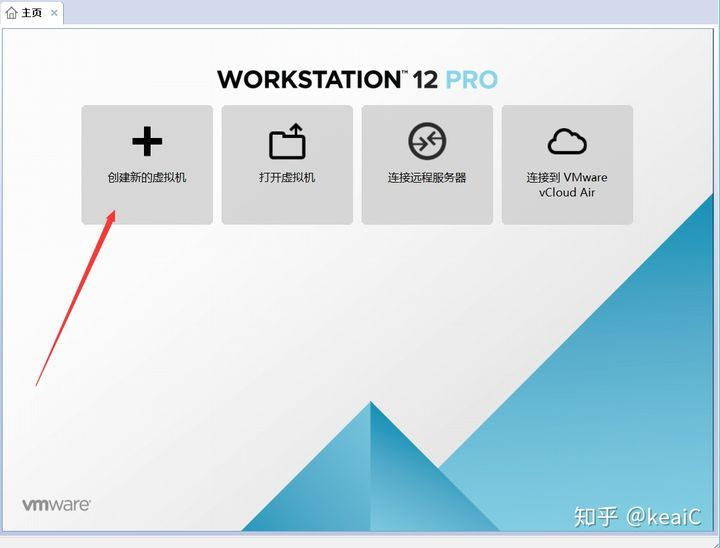 主页
WORKSTATION™ 12 PRO
创建新的虚拟机
打开虚拟机
连接远程服务器
连接到 VMware
vCloud Air
vmware®
知乎 @keaiC